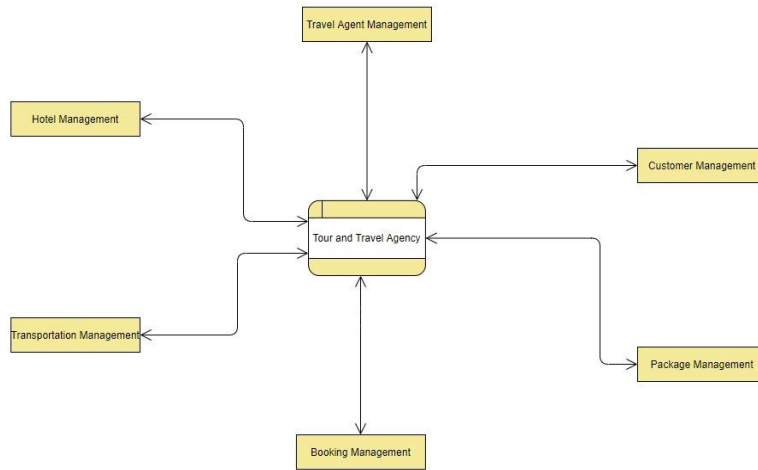 Travel Agent Management
Hotel Management
Customer Management
Tour and Travel Agency
Transportation Management
Package Management
Booking Management